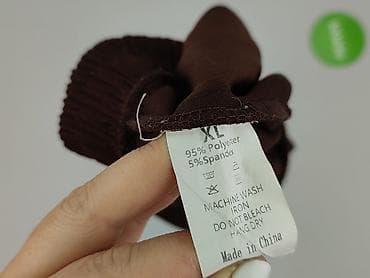 XL
95% Polyester
5% Spandex
MACHINE WASH
IRON
DO NOT BLEACH
HANG DRY
Made in China